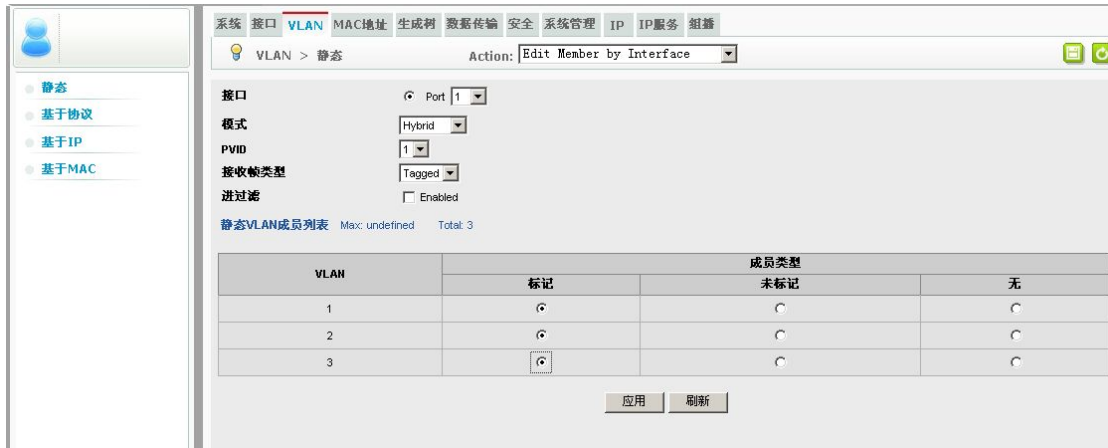 系统 接口 VLAN MAC地址 生成树 数据传输 安全 系统管理 IP IP服务 组播
VLAN > 静态 Action: Edit Member by Interface
静态
基于协议
基于IP
基于MAC
接口 Port 1
模式 Hybrid
PVID 1
接收帧类型 Tagged
进过滤 Enabled
静态VLAN成员列表 Max: undefined Total: 3
VLAN 成员类型
标记 未标记 无
1
2
3
应用 刷新